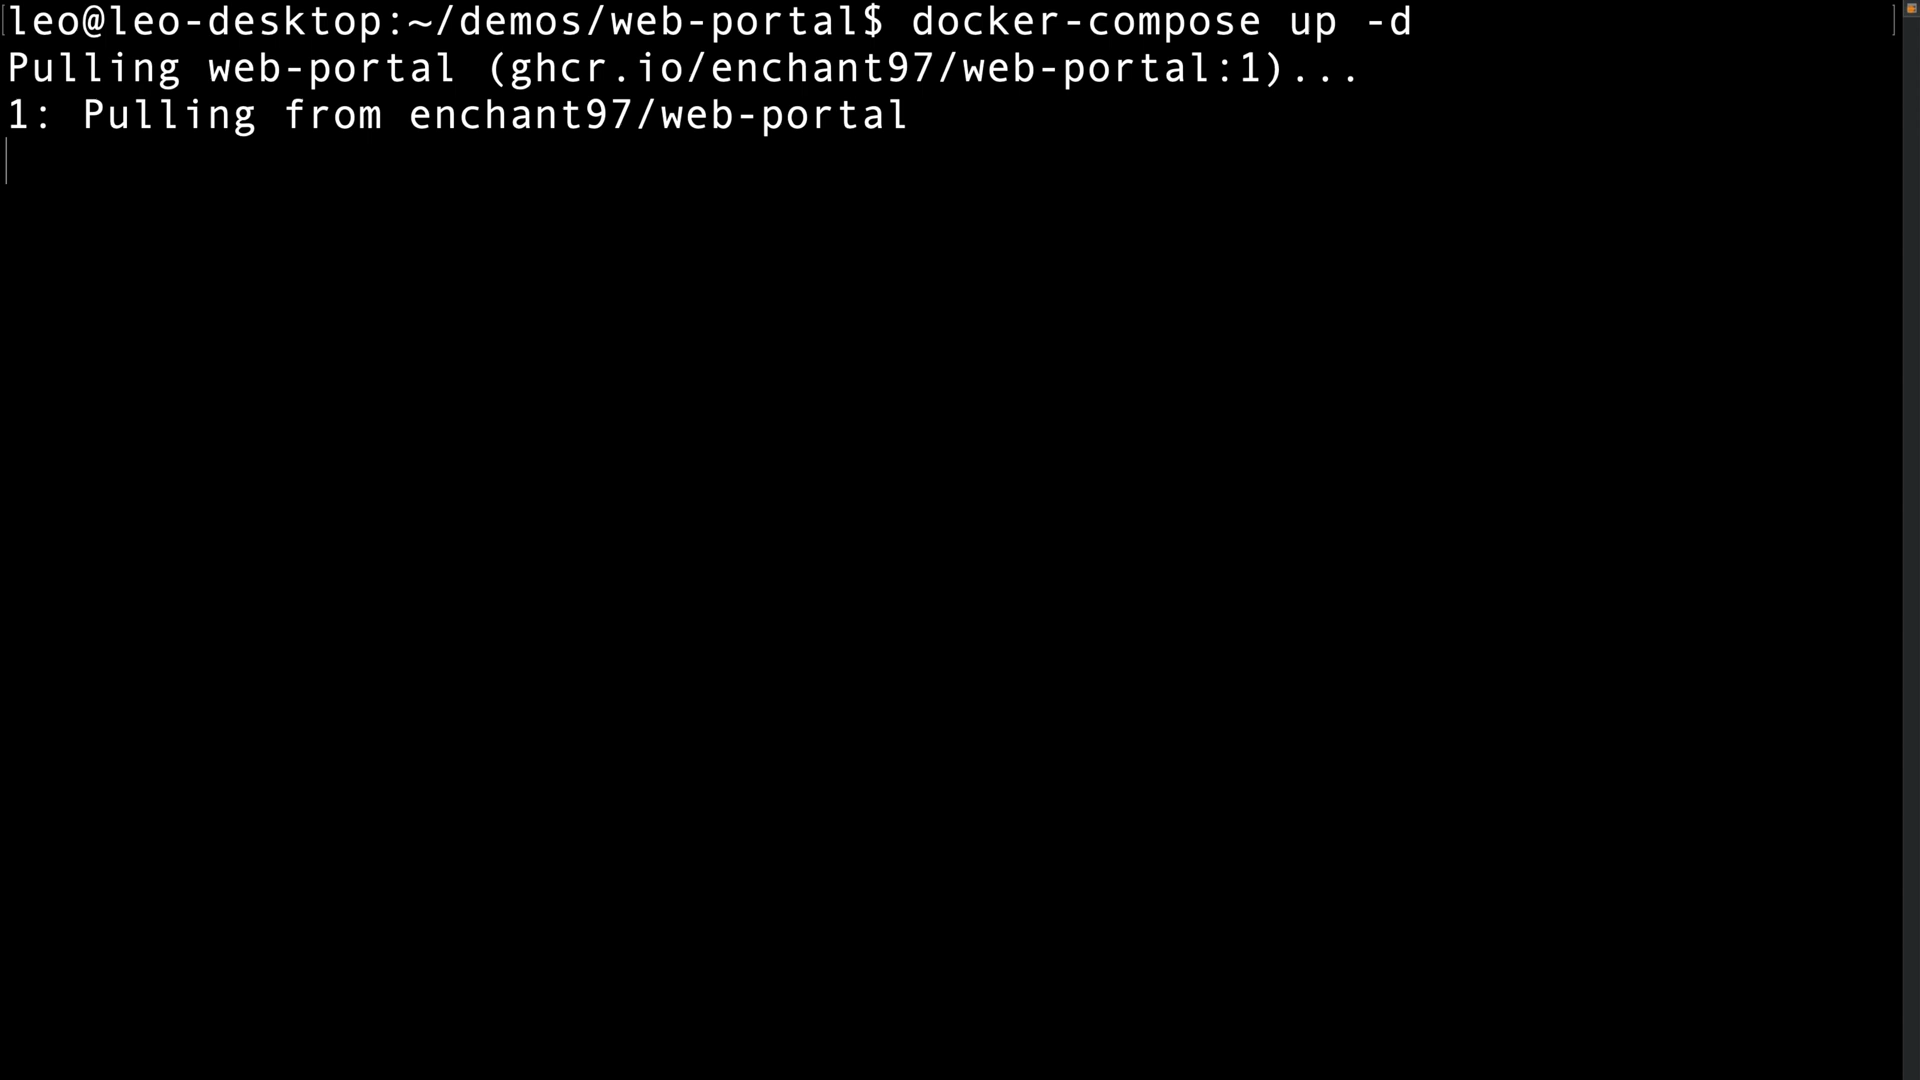 leo@leo-desktop:~/demos/web-portal$ docker-compose up -d
Pulling web-portal (ghcr.io/enchant97/web-portal:1)...
1: Pulling from enchant97/web-portal